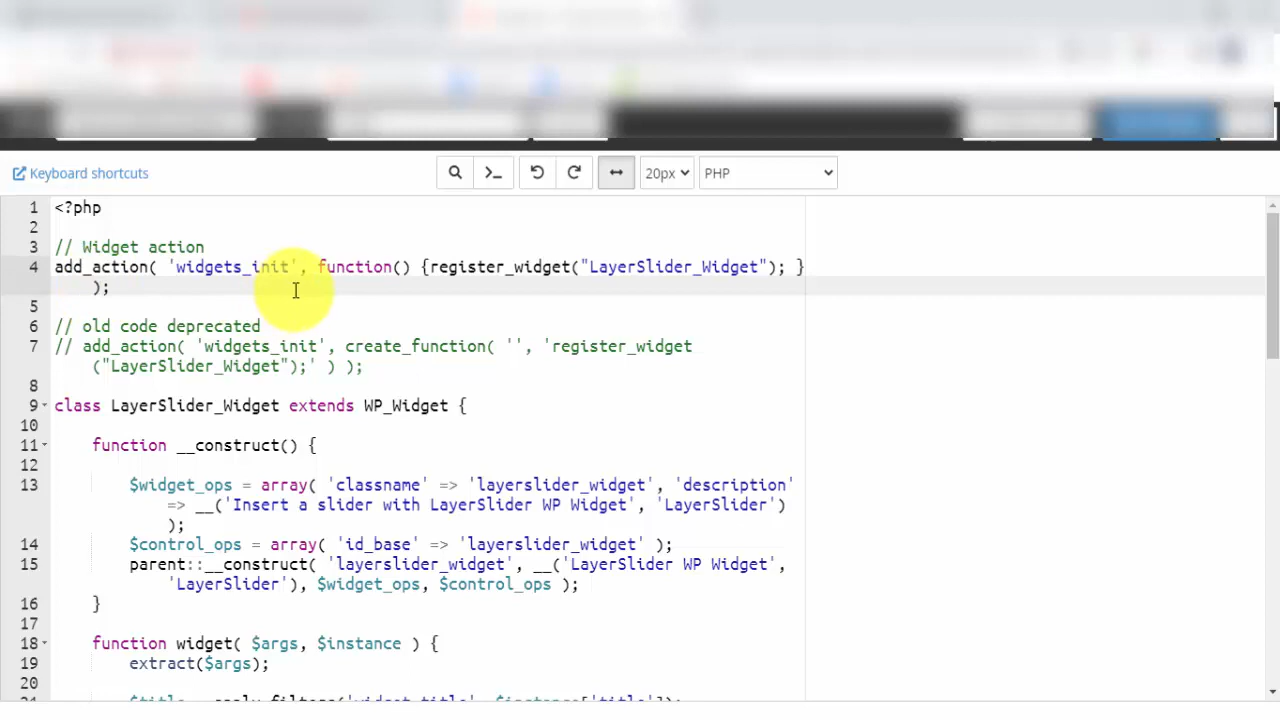 Keyboard shortcuts
20px
PHP
1 <?php
2
3 // Widget action
4 add_action( 'widgets_init', function() {register_widget("LayerSlider_Widget"); }
);
5
6 // old code deprecated
7 // add_action( 'widgets_init', create_function( '', 'register_widget
("LayerSlider_Widget");' ) );
8
9 class LayerSlider_Widget extends WP_Widget {
10
11 function __construct() {
12
13 $widget_ops = array( 'classname' => 'layerslider_widget', 'description'
=> __('Insert a slider with LayerSlider WP Widget', 'LayerSlider')
);
14 $control_ops = array( 'id_base' => 'layerslider_widget' );
15 parent::__construct( 'layerslider_widget', __('LayerSlider WP Widget',
'LayerSlider'), $widget_ops, $control_ops );
16 }
17
18 function widget( $args, $instance ) {
19 extract($args);
20